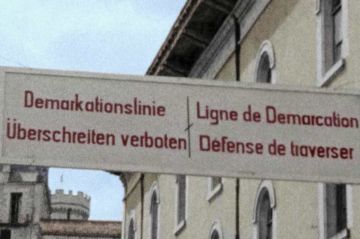 Demarkationslinie
Überschreiten verboten
Ligne de Demarcation
Defense de traverser